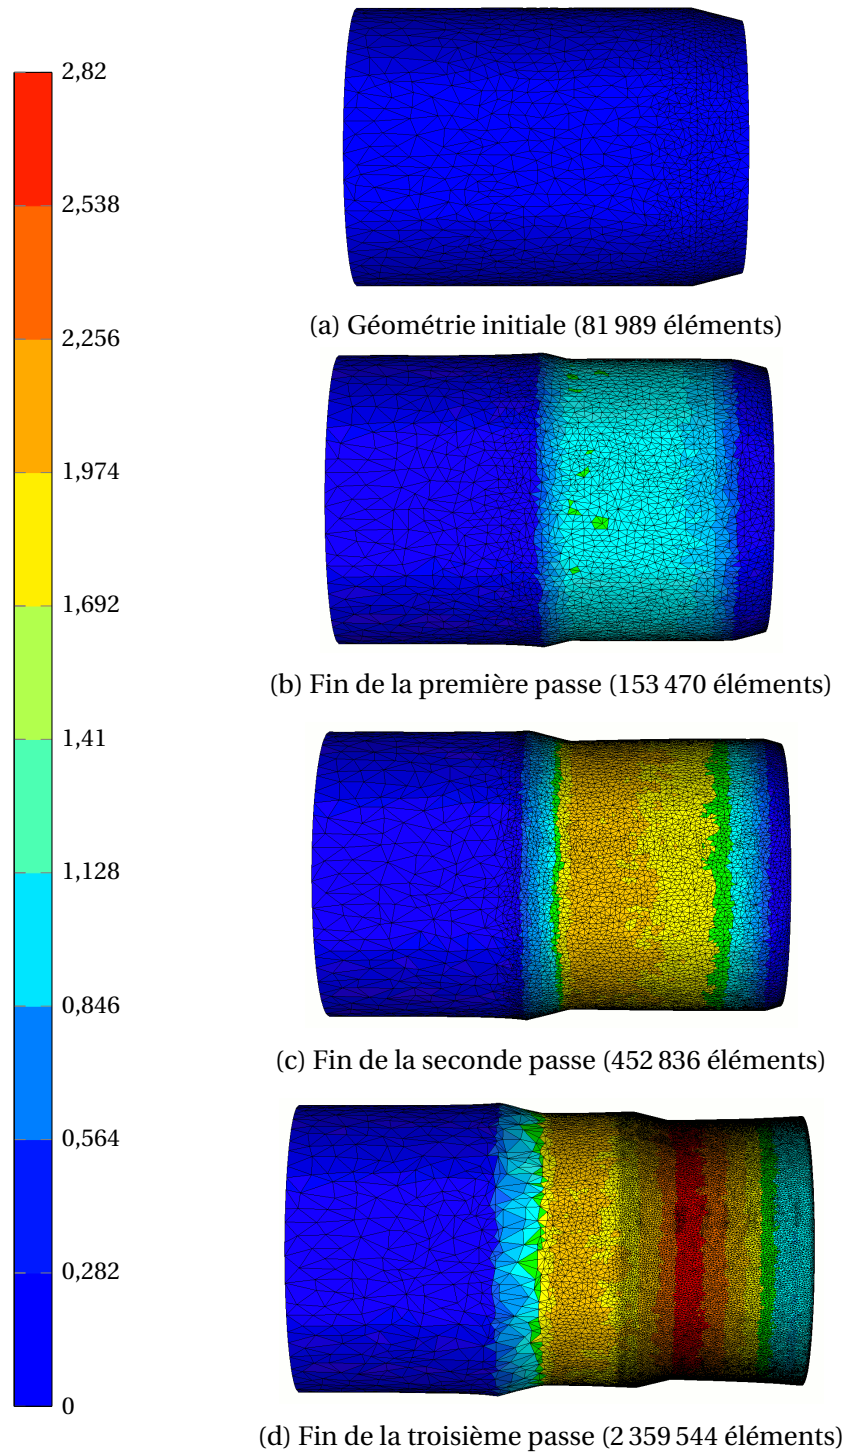 2,82
2,538
2,256
1,974
1,692
1,41
1,128
0,846
0,564
0,282
0
(a) Géométrie initiale (81 989 éléments)
(b) Fin de la première passe (153 470 éléments)
(c) Fin de la seconde passe (452 836 éléments)
(d) Fin de la troisième passe (2 359 544 éléments)